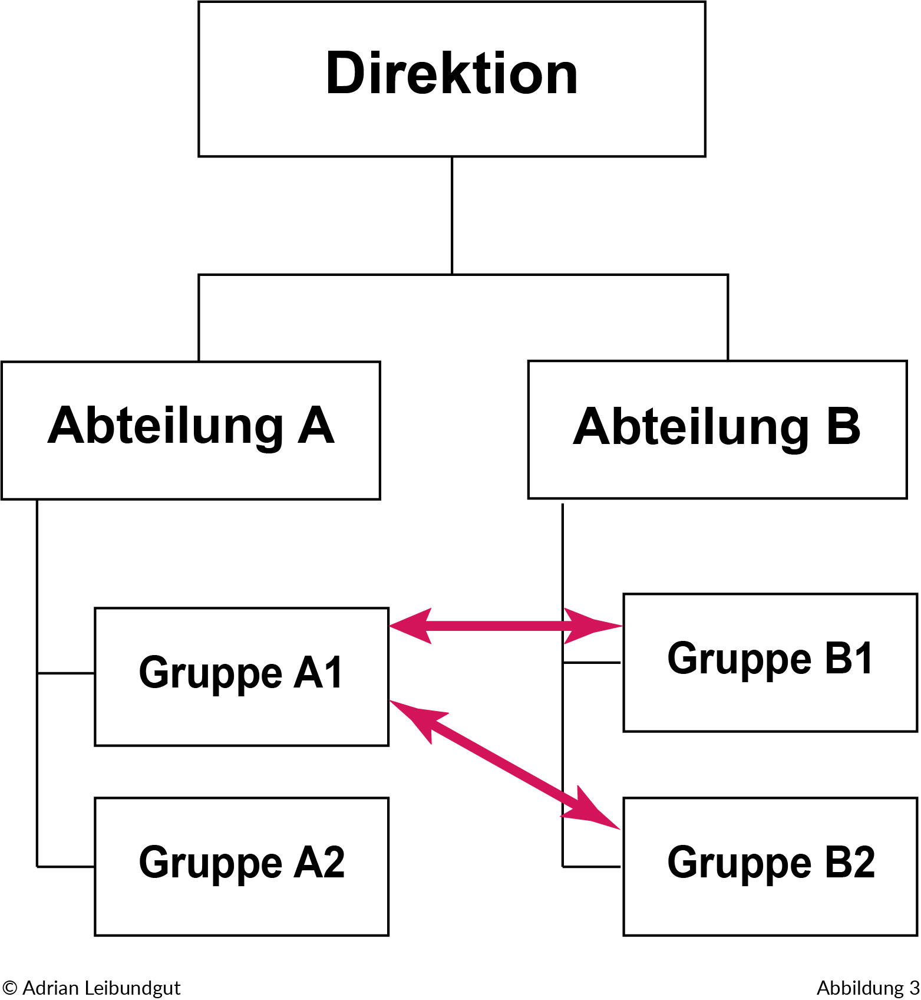 Direktion
Abteilung A
Abteilung B
Gruppe A1
Gruppe B1
Gruppe A2
Gruppe B2
© Adrian Leibundgut
Abbildung 3